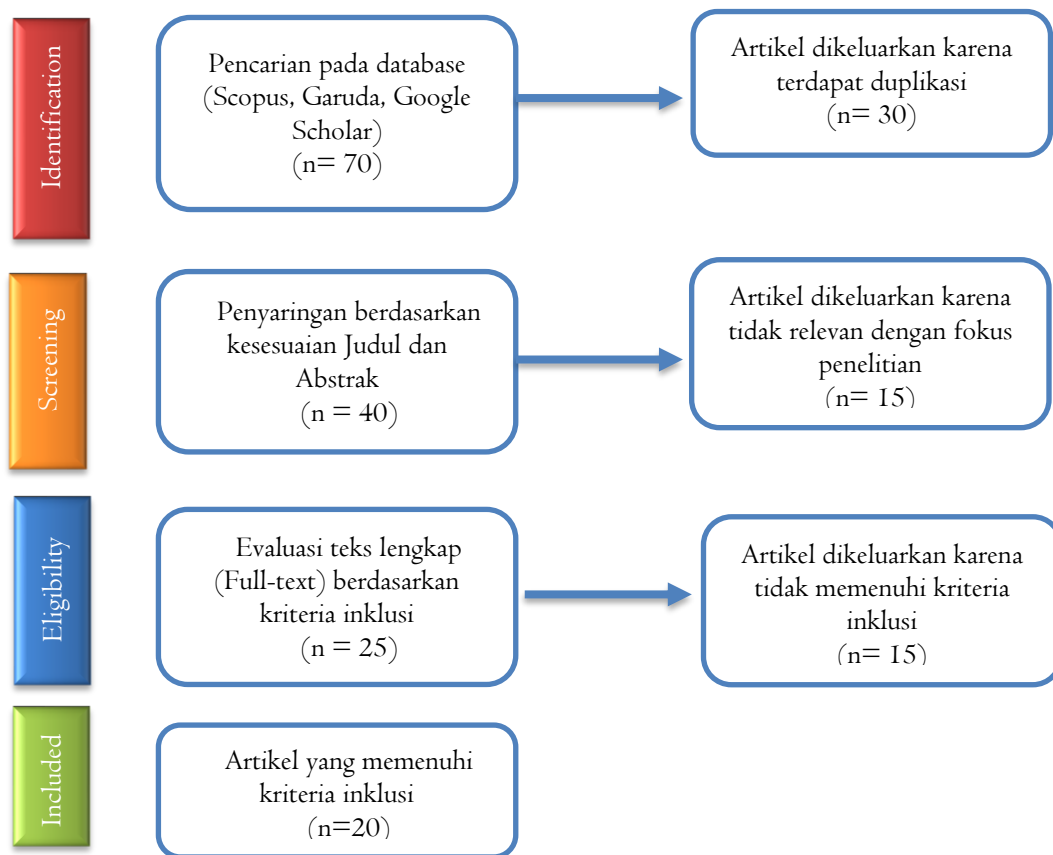 Identification
Pencarian pada database
(Scopus, Garuda, Google
Scholar)
(n= 70)
Artikel dikeluarkan karena
terdapat duplikasi
(n= 30)
Screening
Penyaringan berdasarkan
kesesuaian Judul dan
Abstrak
(n = 40)
Artikel dikeluarkan karena
tidak relevan dengan fokus
penelitian
(n= 15)
Eligibility
Evaluasi teks lengkap
(Full-text) berdasarkan
kriteria inklusi
(n = 25)
Artikel dikeluarkan karena
tidak memenuhi kriteria
inklusi
(n= 15)
Included
Artikel yang memenuhi
kriteria inklusi
(n=20)